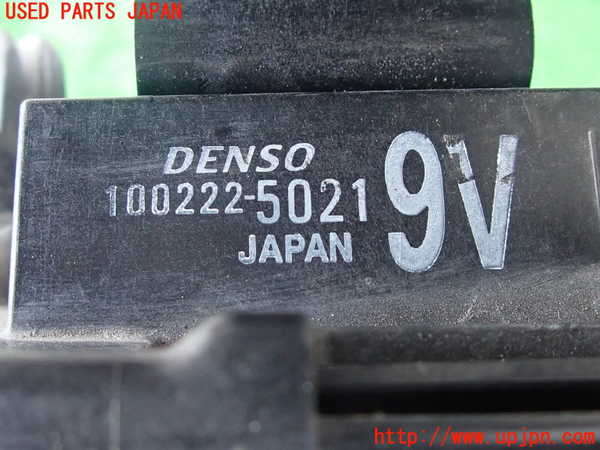 USED PARTS JAPAN
DENSO
100222-5021 9V
JAPAN
http://www.upjpn.com/